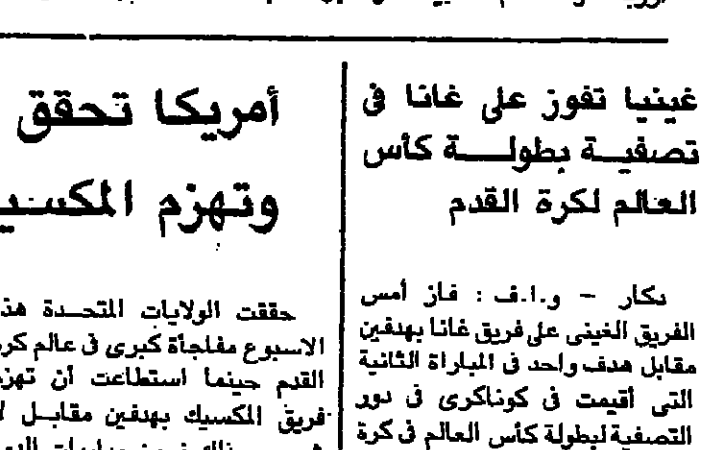 غينيا تفوز على غانا فى
تصفيـة بطولـــة كأس
العالم لكرة القدم
دكار – و.ا.ف : فاز أمس
الفريق الغينى على فريق غانا بهدفين
مقابل هدف واحد فى المباراة الثانية
التى أقيمت فى كوناكرى فى دور
التصفية لبطولة كأس العالم فى كرة
أمريكا تحقق
وتهزم المكسيـ
حققت الولايات المتحـدة هذ
الاسبوع مفاجأة كبرى فى عالم كر
القدم حينما استطاعت أن تهز
فريق المكسيك بهدفين مقابـل لا